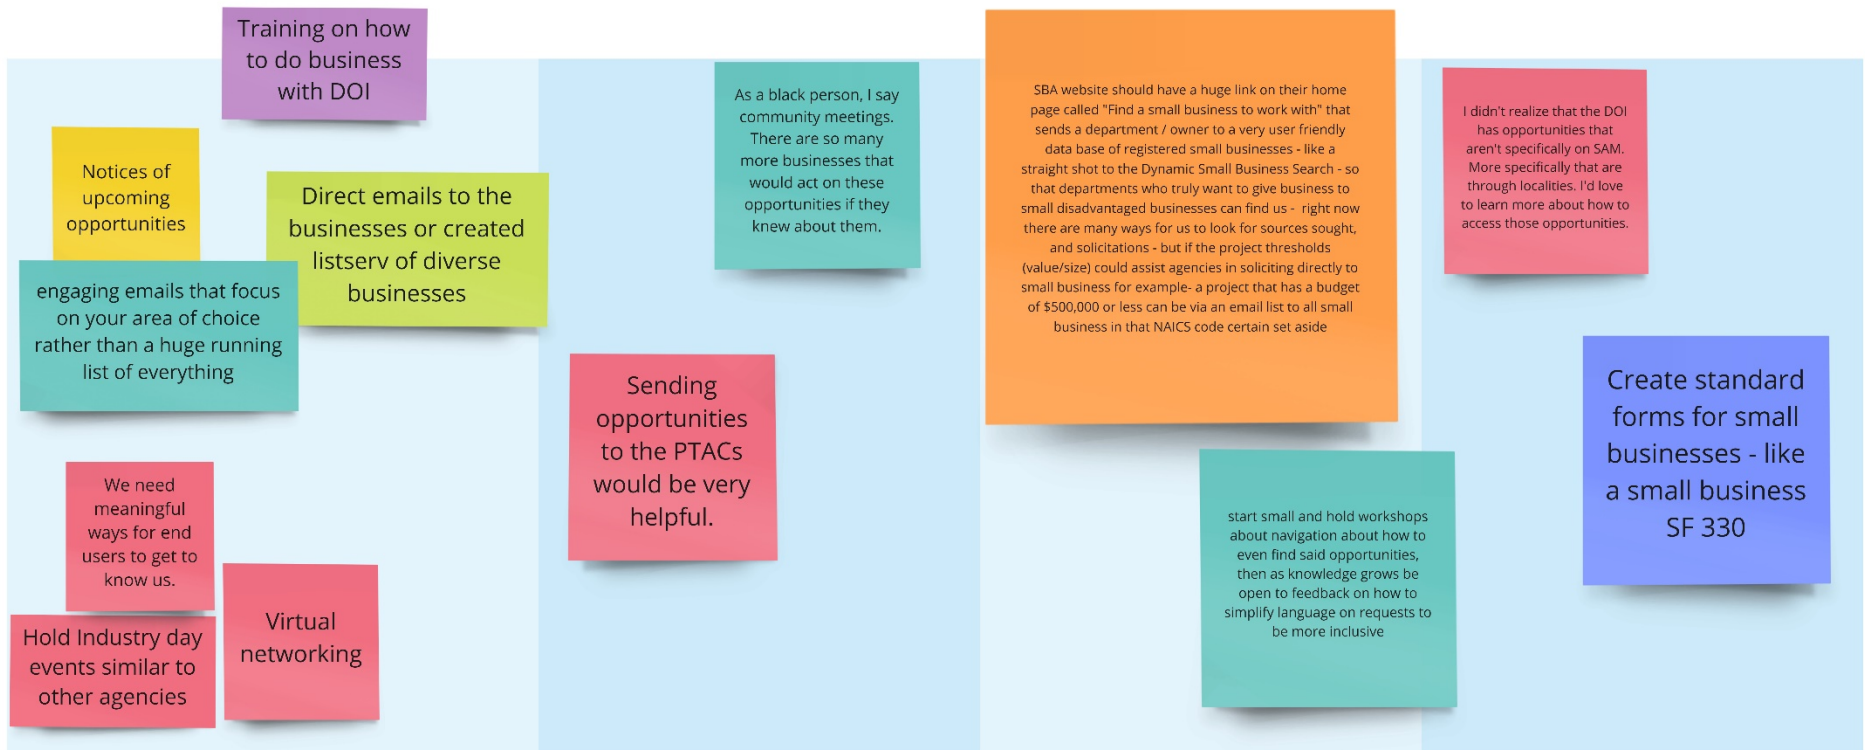 Training on how
to do business
with DOI
Notices of
upcoming
opportunities
Direct emails to the
businesses or created
listserv of diverse
businesses
engaging emails that focus
on your area of choice
rather than a huge running
list of everything
We need
meaningful
ways for end
users to get to
know us.
Hold Industry day
events similar to
other agencies
Virtual
networking
As a black person, I say
community meetings.
There are so many
more businesses that
would act on these
opportunities if they
knew about them.
Sending
opportunities
to the PTACs
would be very
helpful.
SBA website should have a huge link on their home
page called "Find a small business to work with" that
sends a department / owner to a very user friendly
data base of registered small businesses - like a
straight shot to the Dynamic Small Business Search - so
that departments who truly want to give business to
small disadvantaged businesses can find us - right now
there are many ways for us to look for sources sought,
and solicitations - but if the project thresholds
(value/size) could assist agencies in soliciting directly to
small business for example- a project that has a budget
of $500,000 or less can be via an email list to all small
business in that NAICS code certain set aside
start small and hold workshops
about navigation about how to
even find said opportunities,
then as knowledge grows be
open to feedback on how to
simplify language on requests to
be more inclusive
I didn't realize that the DOI
has opportunities that
aren't specifically on SAM.
More specifically that are
through localities. I'd love
to learn more about how to
access those opportunities.
Create standard
forms for small
businesses - like
a small business
SF 330